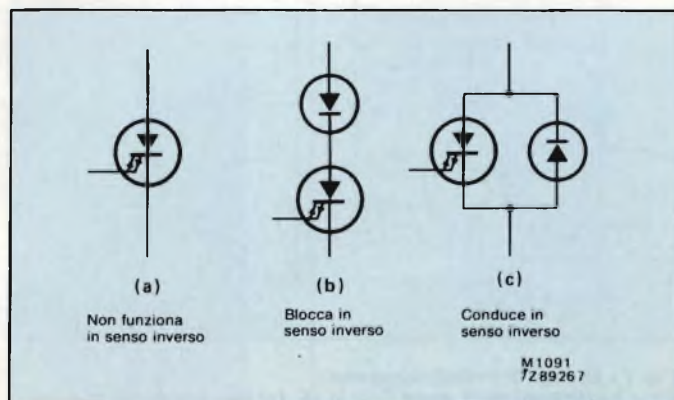 (a)
Non funziona
in senso inverso
(b)
Blocca in
senso inverso
(c)
Conduce in
senso inverso
M1091
7Z89267